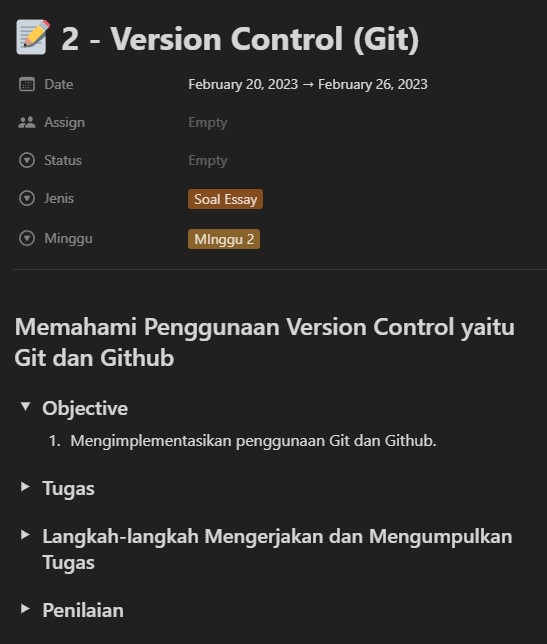 2 - Version Control (Git)
Date February 20, 2023 → February 26, 2023
Assign Empty
Status Empty
Jenis Soal Essay
Minggu MInggu 2
Memahami Penggunaan Version Control yaitu
Git dan Github
Objective
1. Mengimplementasikan penggunaan Git dan Github.
Tugas
Langkah-langkah Mengerjakan dan Mengumpulkan
Tugas
Penilaian